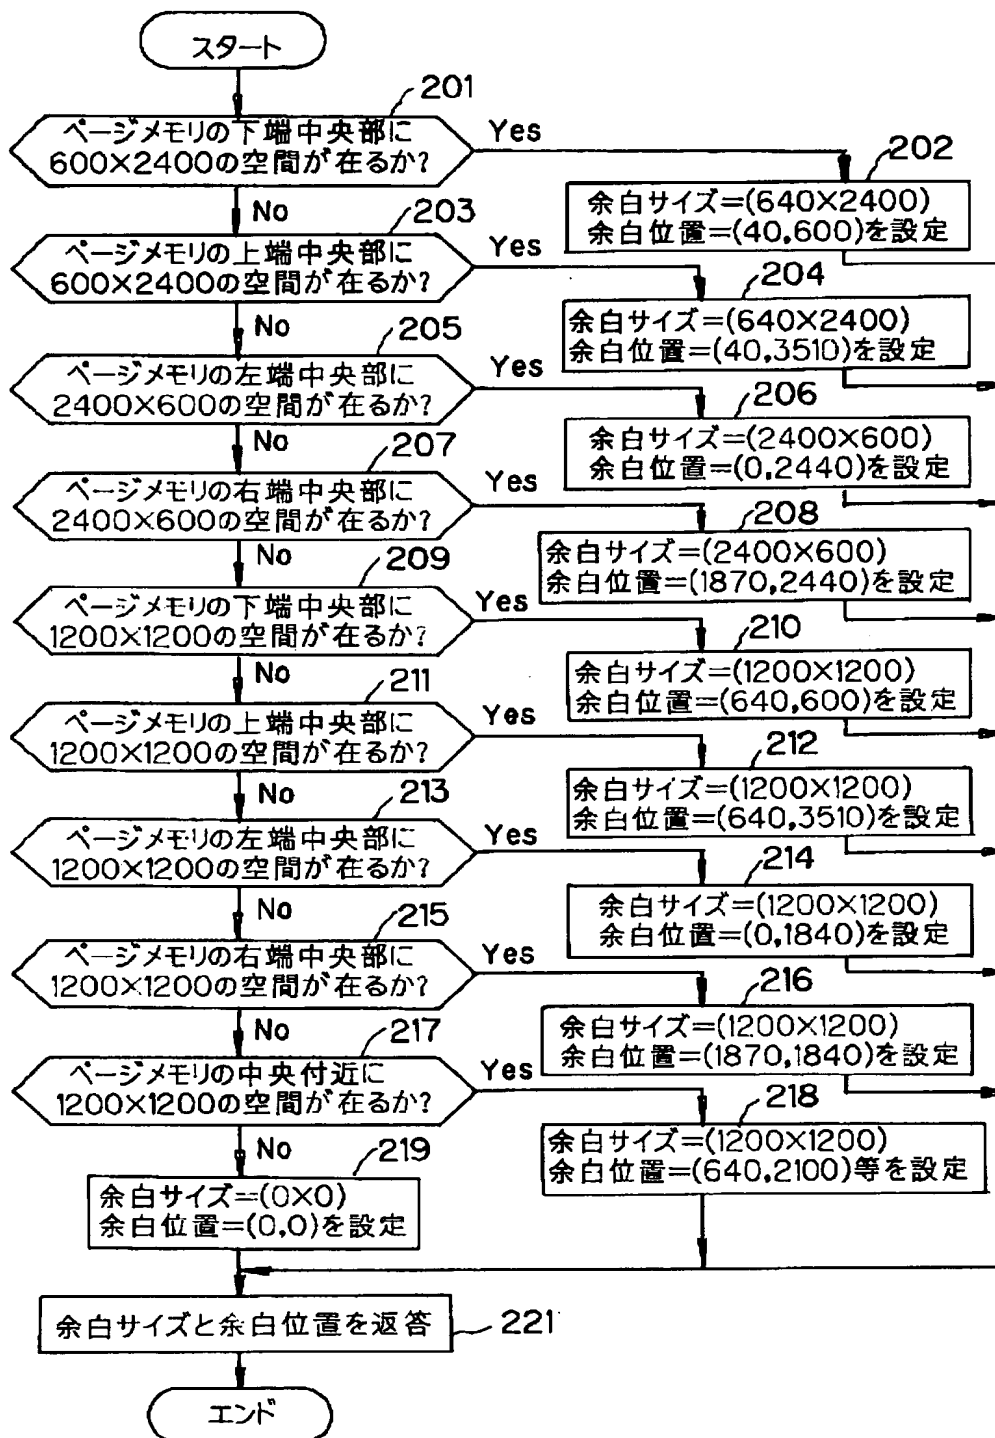 スタート
201
ページメモリの下端中央部に
600×2400の空間が在るか?
Yes
202
余白サイズ=(640×2400)
余白位置=(40,600)を設定
No
203
ページメモリの上端中央部に
600×2400の空間が在るか?
Yes
204
余白サイズ=(640×2400)
余白位置=(40,3510)を設定
No
205
ページメモリの左端中央部に
2400×600の空間が在るか?
Yes
206
余白サイズ=(2400×600)
余白位置=(0,2440)を設定
No
207
ページメモリの右端中央部に
2400×600の空間が在るか?
Yes
208
余白サイズ=(2400×600)
余白位置=(1870,2440)を設定
No
209
ページメモリの下端中央部に
1200×1200の空間が在るか?
Yes
210
余白サイズ=(1200×1200)
余白位置=(640,600)を設定
No
211
ページメモリの上端中央部に
1200×1200の空間が在るか?
Yes
212
余白サイズ=(1200×1200)
余白位置=(640,3510)を設定
No
213
ページメモリの左端中央部に
1200×1200の空間が在るか?
Yes
214
余白サイズ=(1200×1200)
余白位置=(0,1840)を設定
No
215
ページメモリの右端中央部に
1200×1200の空間が在るか?
Yes
216
余白サイズ=(1200×1200)
余白位置=(1870,1840)を設定
No
217
ページメモリの中央付近に
1200×1200の空間が在るか?
Yes
218
余白サイズ=(1200×1200)
余白位置=(640,2100)等を設定
No
219
余白サイズ=(0×0)
余白位置=(0,0)を設定
余白サイズと余白位置を返答
221
エンド